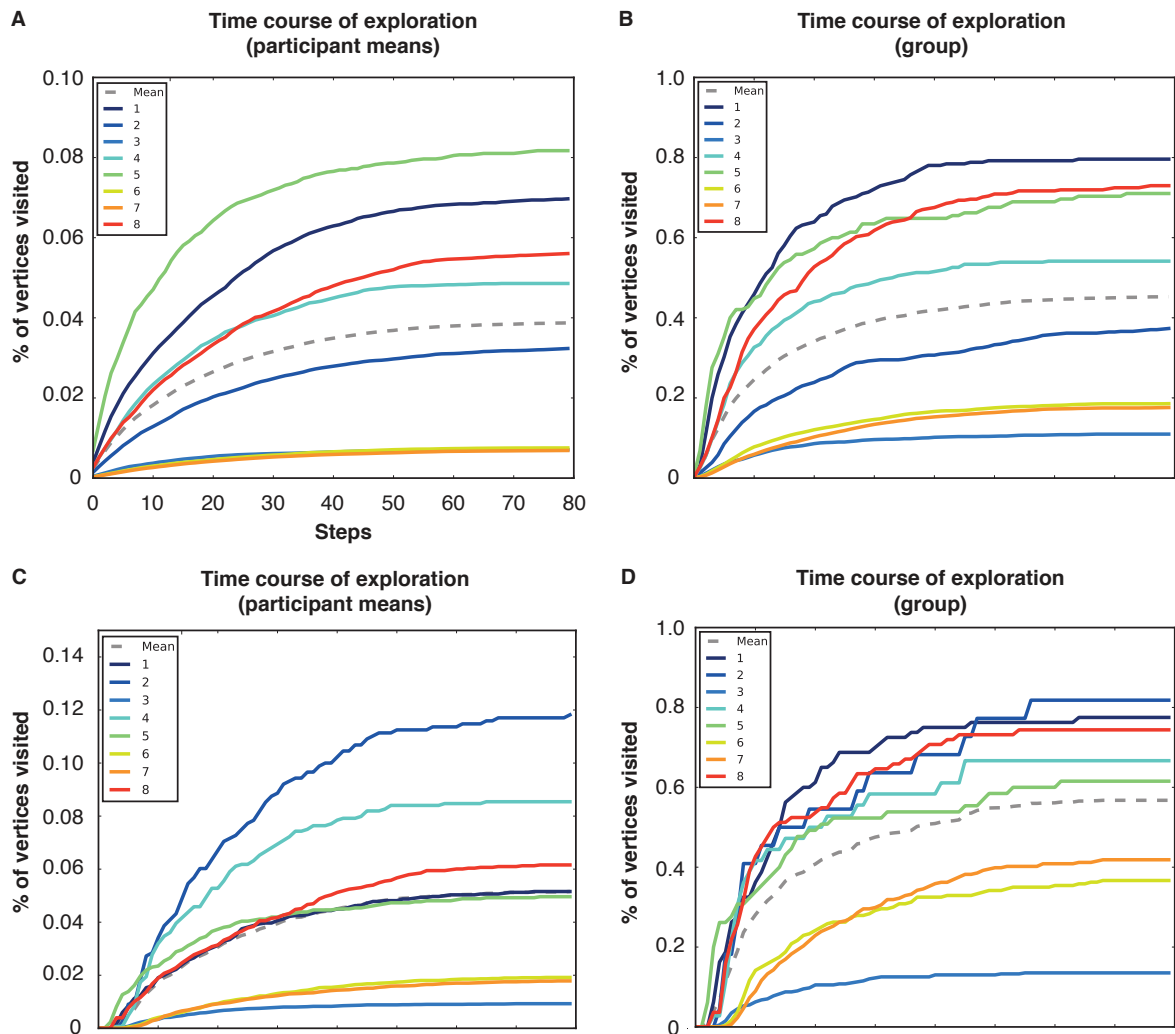 A
Time course of exploration
(participant means)
% of vertices visited
0.10
0.08
0.06
0.04
0.02
0
Mean
1
2
3
4
5
6
7
8
0 10 20 30 40 50 60 70 80
Steps
B
Time course of exploration
(group)
% of vertices visited
1.0
0.8
0.6
0.4
0.2
0
Mean
1
2
3
4
5
6
7
8
C
Time course of exploration
(participant means)
% of vertices visited
0.14
0.12
0.10
0.08
0.06
0.04
0.02
0
Mean
1
2
3
4
5
6
7
8
D
Time course of exploration
(group)
% of vertices visited
1.0
0.8
0.6
0.4
0.2
0
Mean
1
2
3
4
5
6
7
8